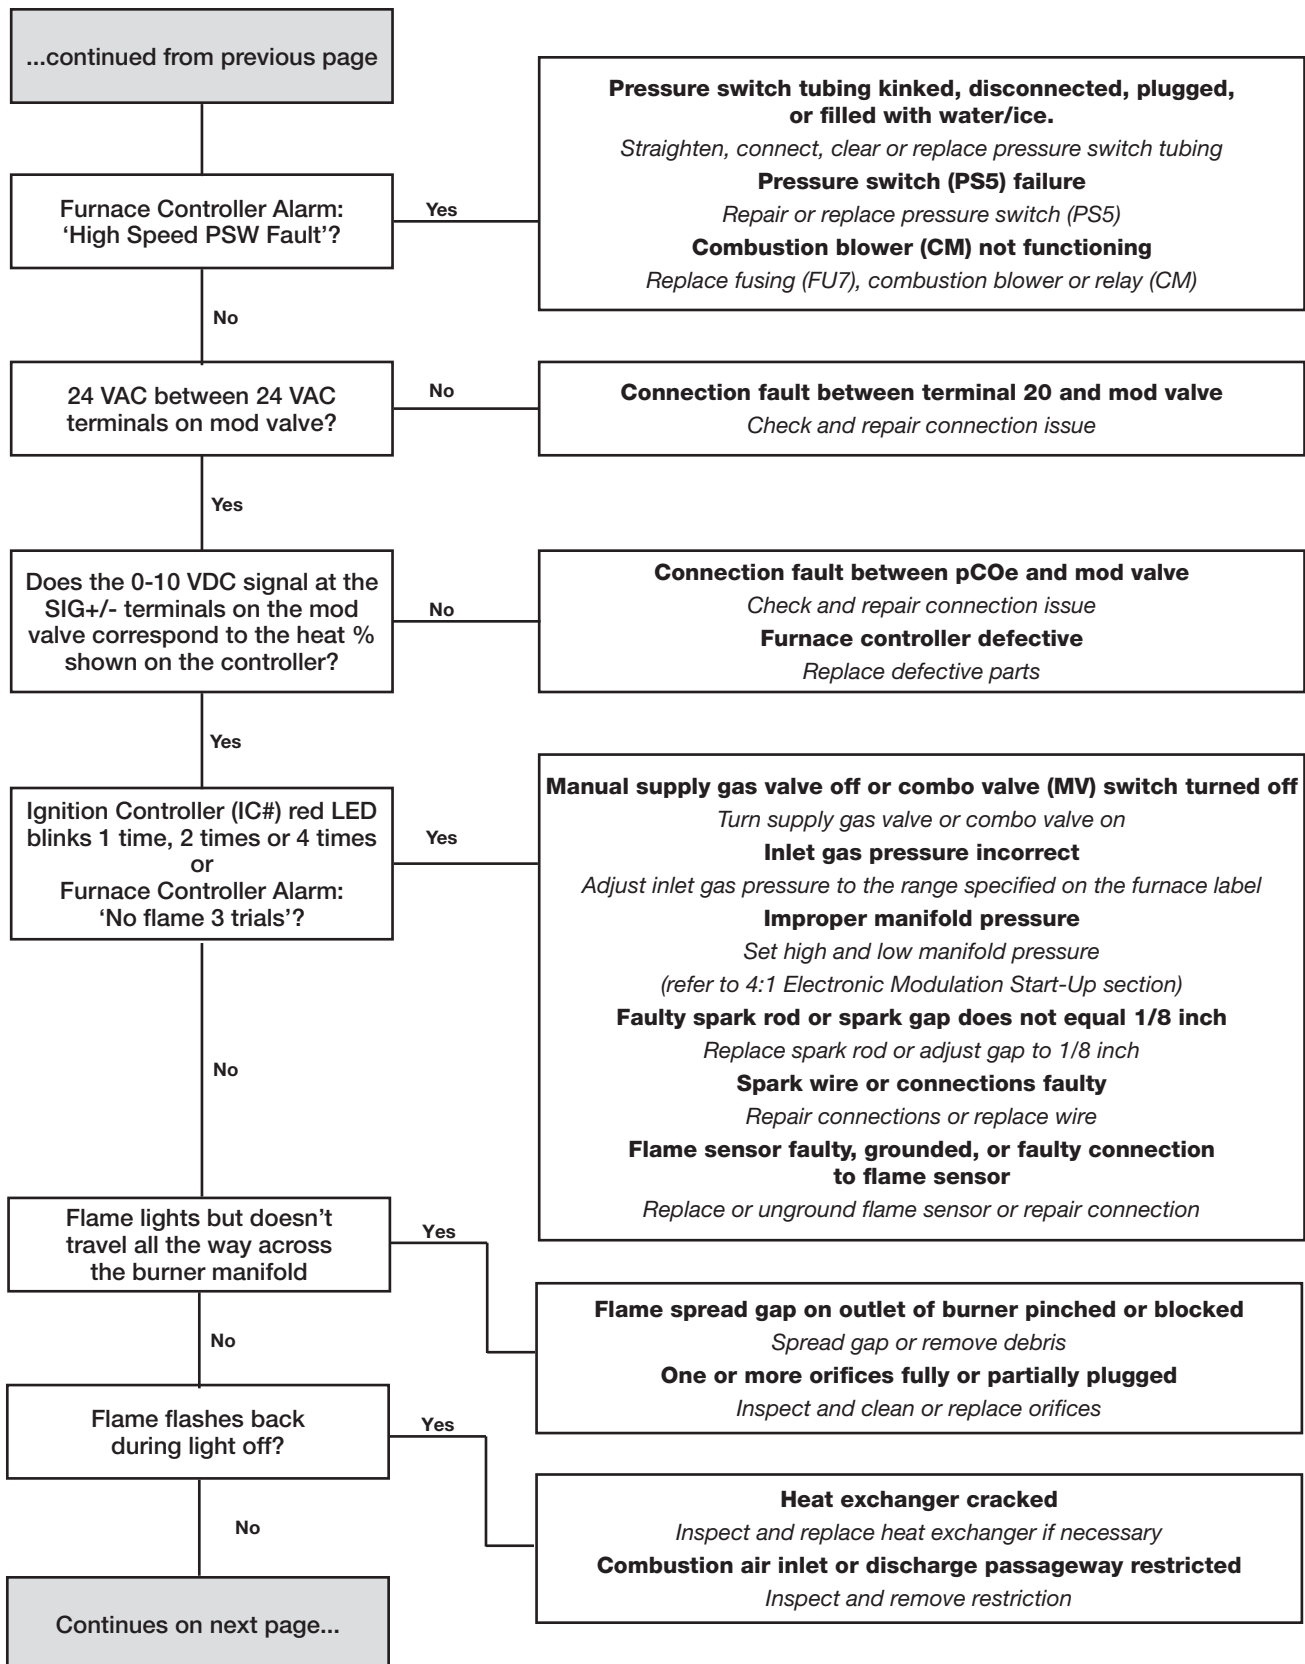 ...continued from previous page
Pressure switch tubing kinked, disconnected, plugged,
or filled with water/ice.
Straighten, connect, clear or replace pressure switch tubing
Pressure switch (PS5) failure
Repair or replace pressure switch (PS5)
Combustion blower (CM) not functioning
Replace fusing (FU7), combustion blower or relay (CM)
Furnace Controller Alarm:
‘High Speed PSW Fault’?
Yes
No
24 VAC between 24 VAC
terminals on mod valve?
No
Connection fault between terminal 20 and mod valve
Check and repair connection issue
Yes
Does the 0-10 VDC signal at the
SIG+/- terminals on the mod
valve correspond to the heat %
shown on the controller?
No
Connection fault between pCOe and mod valve
Check and repair connection issue
Furnace controller defective
Replace defective parts
Yes
Ignition Controller (IC#) red LED
blinks 1 time, 2 times or 4 times
or
Furnace Controller Alarm:
‘No flame 3 trials’?
Yes
Manual supply gas valve off or combo valve (MV) switch turned off
Turn supply gas valve or combo valve on
Inlet gas pressure incorrect
Adjust inlet gas pressure to the range specified on the furnace label
Improper manifold pressure
Set high and low manifold pressure
(refer to 4:1 Electronic Modulation Start-Up section)
Faulty spark rod or spark gap does not equal 1/8 inch
Replace spark rod or adjust gap to 1/8 inch
Spark wire or connections faulty
Repair connections or replace wire
Flame sensor faulty, grounded, or faulty connection
to flame sensor
Replace or unground flame sensor or repair connection
No
Flame lights but doesn’t
travel all the way across
the burner manifold
Yes
Flame spread gap on outlet of burner pinched or blocked
Spread gap or remove debris
One or more orifices fully or partially plugged
Inspect and clean or replace orifices
No
Flame flashes back
during light off?
Yes
Heat exchanger cracked
Inspect and replace heat exchanger if necessary
Combustion air inlet or discharge passageway restricted
Inspect and remove restriction
No
Continues on next page...